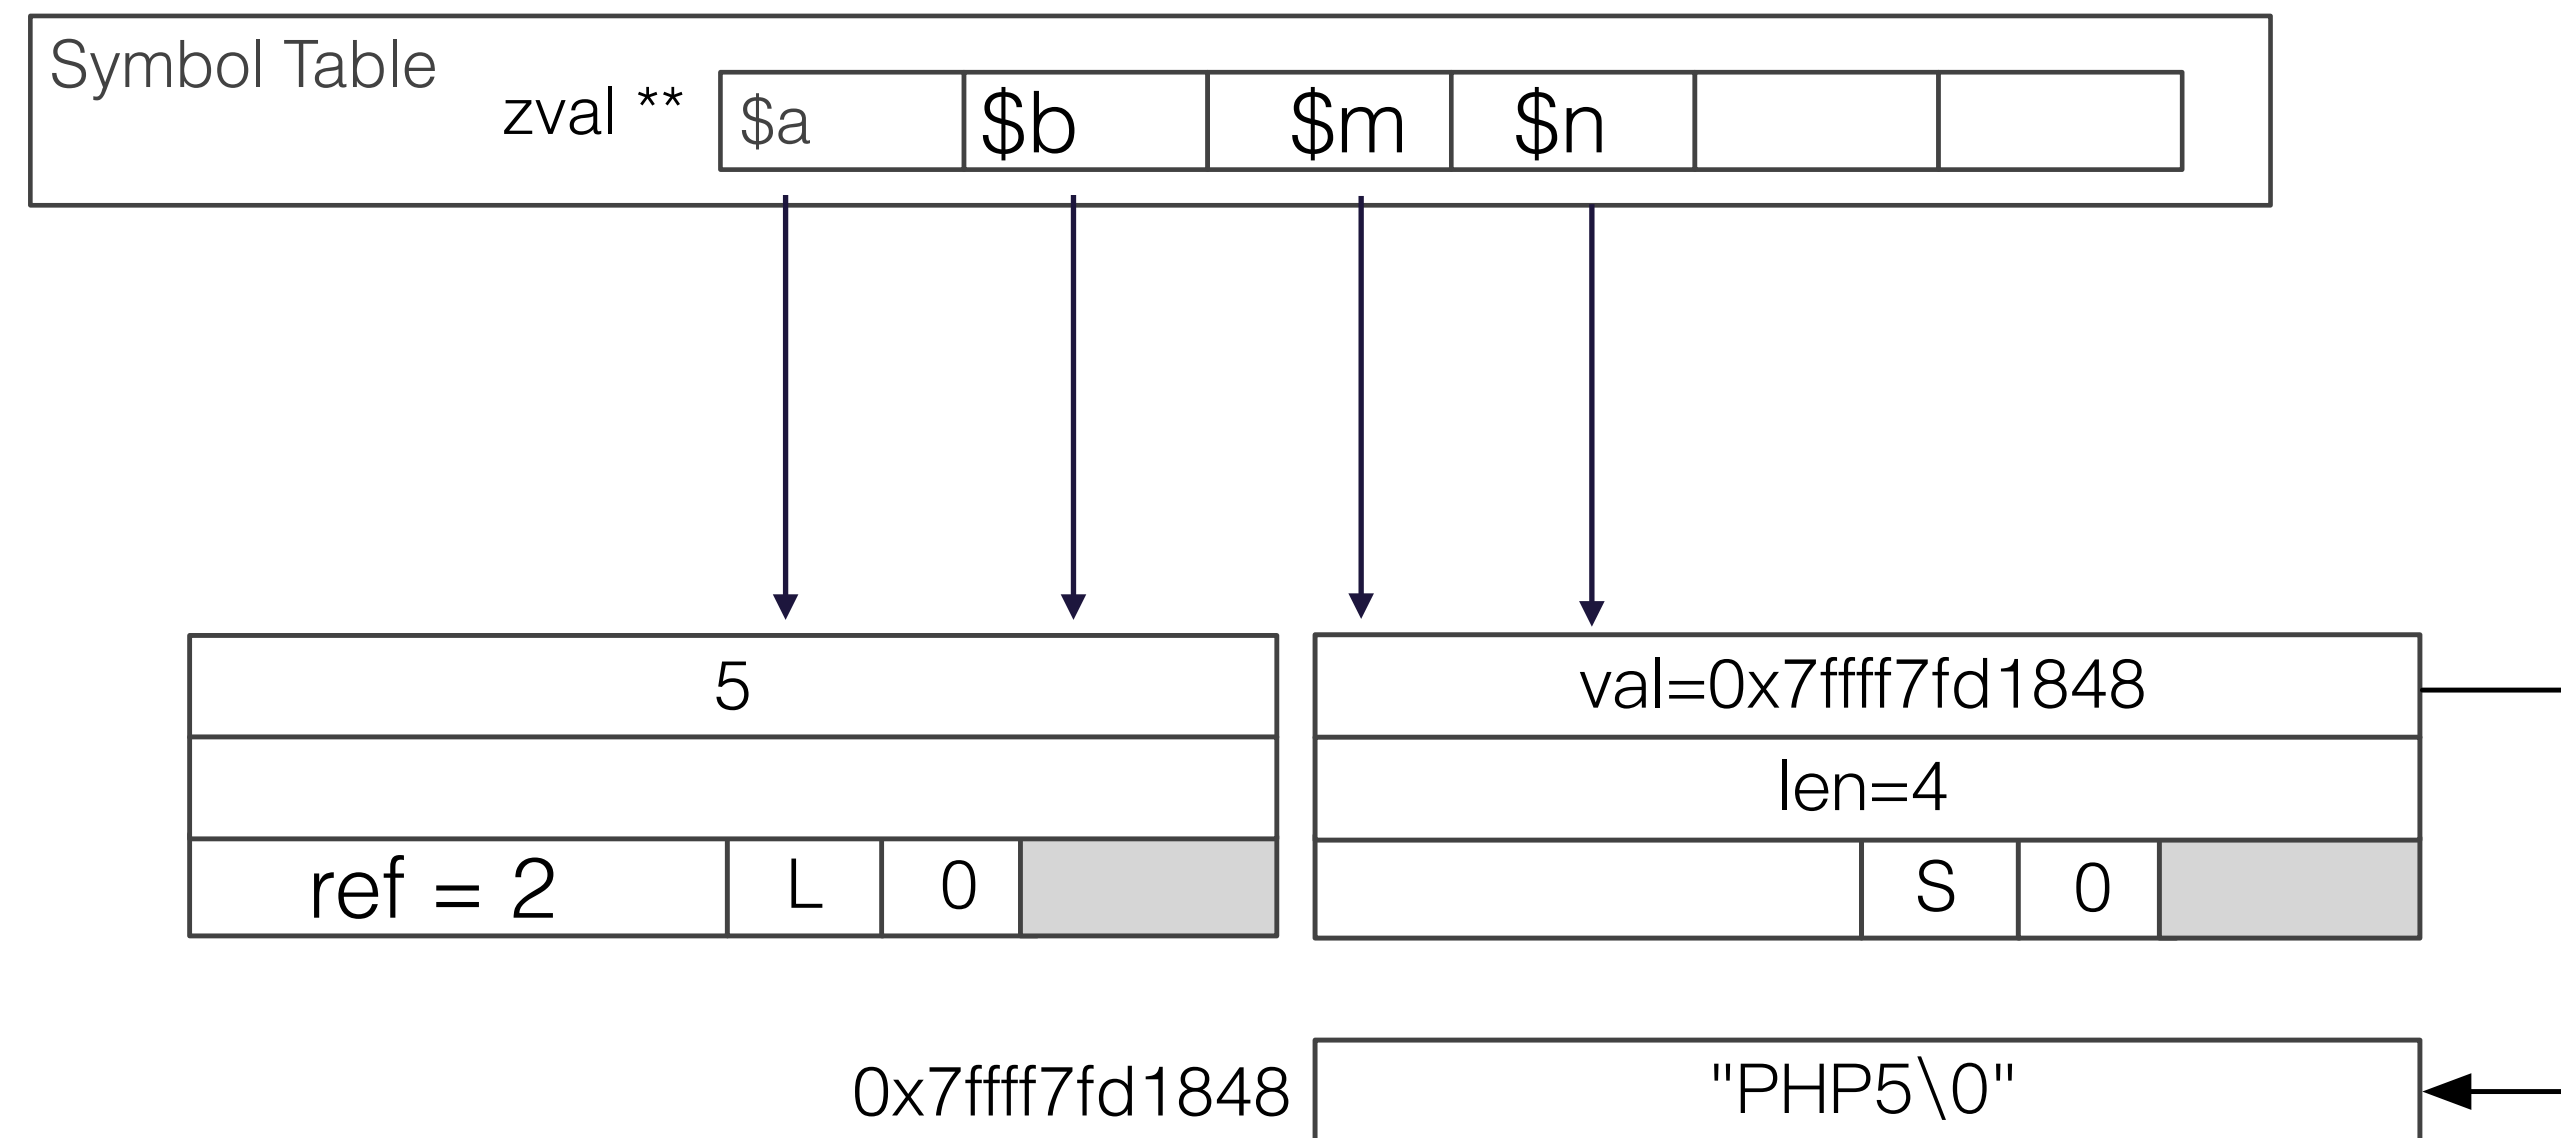 Symbol Table
zval ** $a $b $m $n
5
val=0x7ffff7fd1848
len=4
ref = 2 L 0
S 0
0x7ffff7fd1848 "PHP5\0"